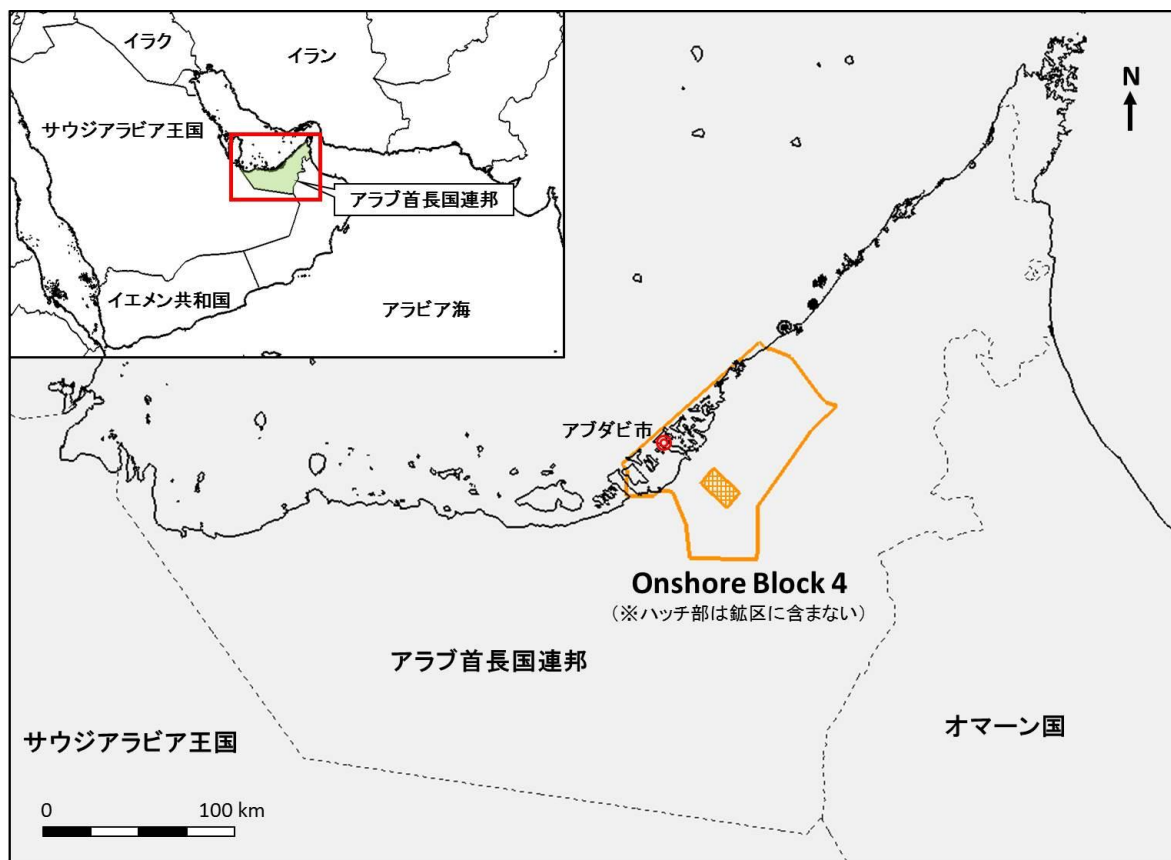 イラク
イラン
サウジアラビア王国
アラブ首長国連邦
イエメン共和国
アラビア海
N
アブダビ市
Onshore Block 4
(※ハッチ部は鉱区に含まない)
アラブ首長国連邦
サウジアラビア王国
オマーン国
0 100 km